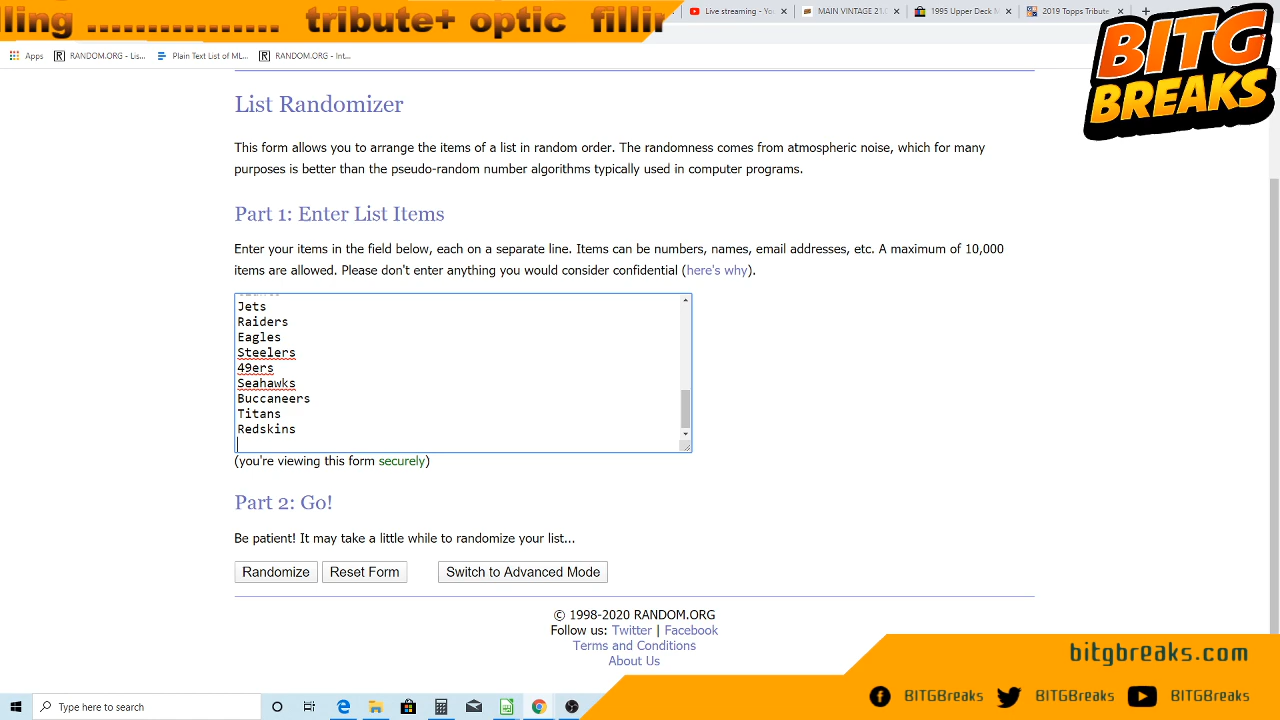 lling ................ tribute+ optic fillin
Live streaming - You
MAIN VINTAGE 21.0
1995 Upper Deck M
2019 Topps Tribute
Apps
RANDOM.ORG - Lis...
Plain Text List of ML...
RANDOM.ORG - Int...
BITG
BREAKS
List Randomizer
This form allows you to arrange the items of a list in random order. The randomness comes from atmospheric noise, which for many
purposes is better than the pseudo-random number algorithms typically used in computer programs.
Part 1: Enter List Items
Enter your items in the field below, each on a separate line. Items can be numbers, names, email addresses, etc. A maximum of 10,000
items are allowed. Please don't enter anything you would consider confidential (here's why).
Jets
Raiders
Eagles
Steelers
49ers
Seahawks
Buccaneers
Titans
Redskins
(you're viewing this form securely)
Part 2: Go!
Be patient! It may take a little while to randomize your list...
Randomize
Reset Form
Switch to Advanced Mode
© 1998-2020 RANDOM.ORG
Follow us: Twitter | Facebook
Terms and Conditions
About Us
bitgbreaks.com
BITGBreaks
BITGBreaks
BITGBreaks
Type here to search